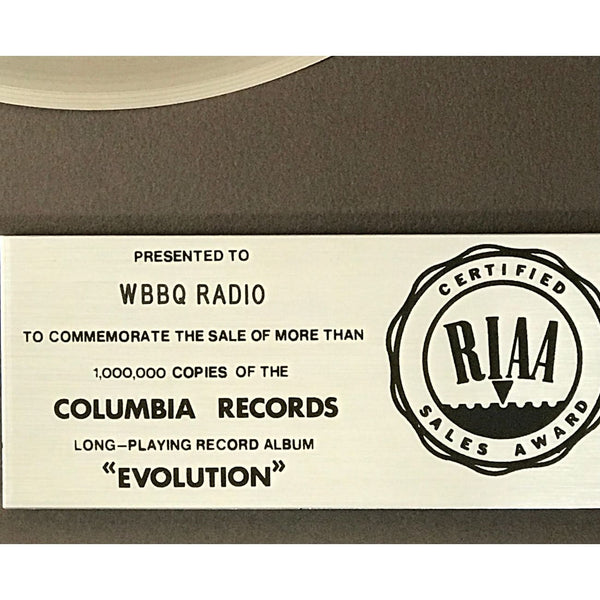 PRESENTED TO
WBBQ RADIO
TO COMMEMORATE THE SALE OF MORE THAN
1,000,000 COPIES OF THE
COLUMBIA RECORDS
LONG-PLAYING RECORD ALBUM
"EVOLUTION"
CERTIFIED
RIAA
SALES AWARD